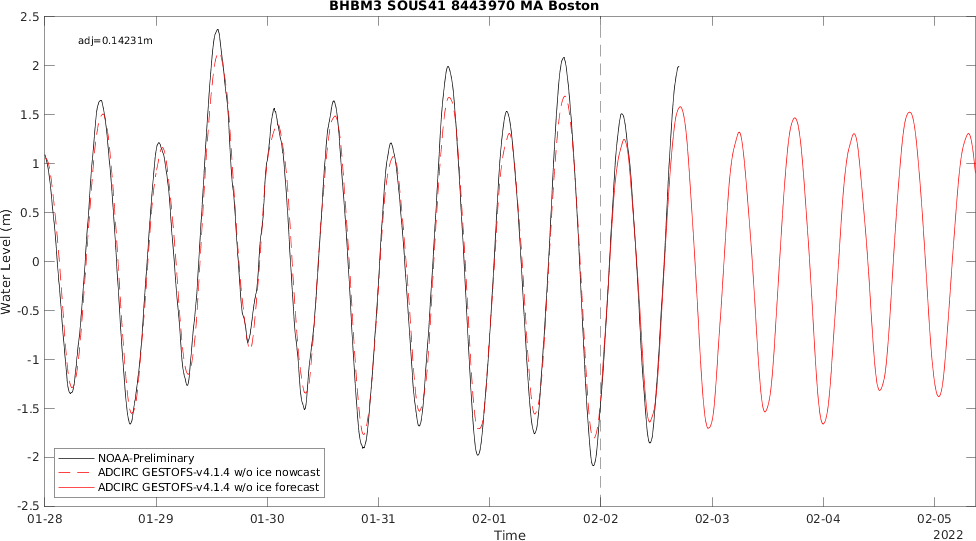 BHBM3 SOUS41 8443970 MA Boston
adj=0.14231m
2.5
2
1.5
1
0.5
0
-0.5
-1
-1.5
-2
-2.5
Water Level (m)
NOAA-Preliminary
ADCIRC GESTOFS-v4.1.4 w/o ice nowcast
ADCIRC GESTOFS-v4.1.4 w/o ice forecast
01-28 01-29 01-30 01-31 02-01 02-02 02-03 02-04 02-05
Time
2022